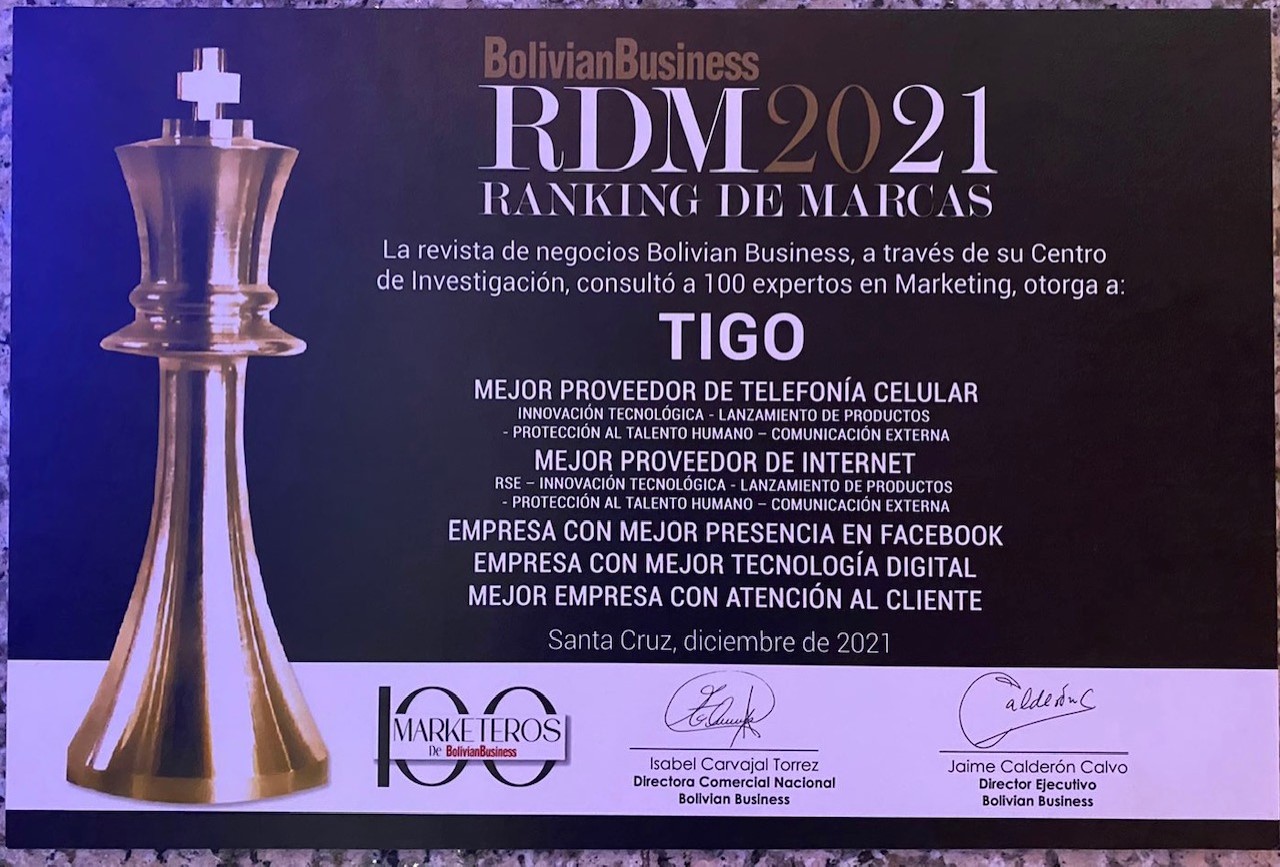 BolivianBusiness
RDM2021
RANKING DE MARCAS
La revista de negocios Bolivian Business, a través de su Centro
de Investigación, consultó a 100 expertos en Marketing, otorga a:
TIGO
MEJOR PROVEEDOR DE TELEFONÍA CELULAR
INNOVACIÓN TECNOLÓGICA - LANZAMIENTO DE PRODUCTOS
- PROTECCIÓN AL TALENTO HUMANO – COMUNICACIÓN EXTERNA
MEJOR PROVEEDOR DE INTERNET
RSE – INNOVACIÓN TECNOLÓGICA - LANZAMIENTO DE PRODUCTOS
- PROTECCIÓN AL TALENTO HUMANO – COMUNICACIÓN EXTERNA
EMPRESA CON MEJOR PRESENCIA EN FACEBOOK
EMPRESA CON MEJOR TECNOLOGÍA DIGITAL
MEJOR EMPRESA CON ATENCIÓN AL CLIENTE
Santa Cruz, diciembre de 2021
100
MARKETEROS
De BolivianBusiness
Isabel Carvajal Torrez
Directora Comercial Nacional
Bolivian Business
Calderón C
Jaime Calderón Calvo
Director Ejecutivo
Bolivian Business